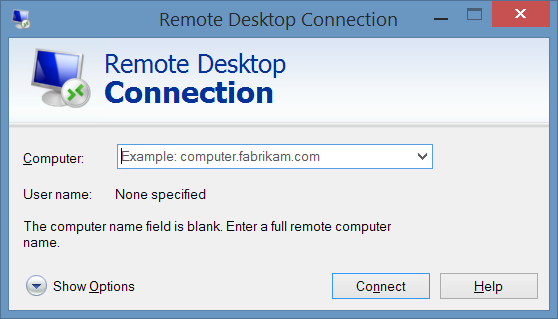 Remote Desktop Connection
Remote Desktop
Connection
Computer: Example: computer.fabrikam.com
User name: None specified
The computer name field is blank. Enter a full remote computer
name.
Show Options Connect Help